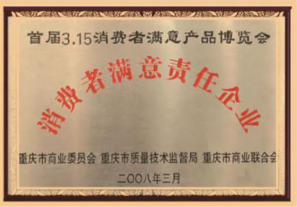 首届3.15消费者满意产品博览会
消费者满意责任企业
重庆市商业委员会 重庆市质量技术监督局 重庆市商业联合会
二00八年三月